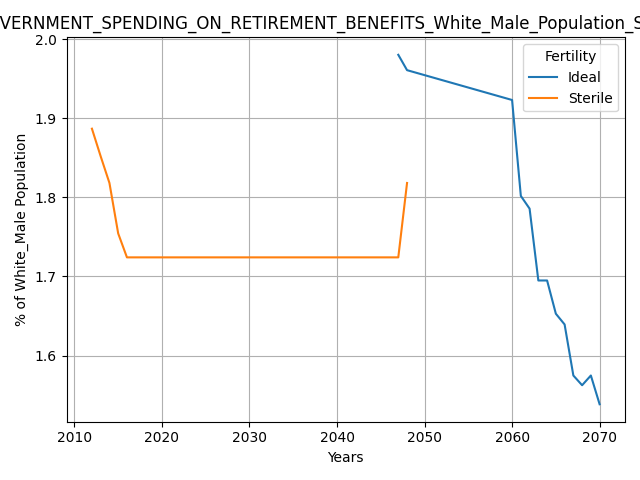 VERNMENT_SPENDING_ON_RETIREMENT_BENEFITS_White_Male_Population_S
2.0
1.9
1.8
1.7
1.6
% of White_Male Population
Fertility
Ideal
Sterile
2010 2020 2030 2040 2050 2060 2070
Years